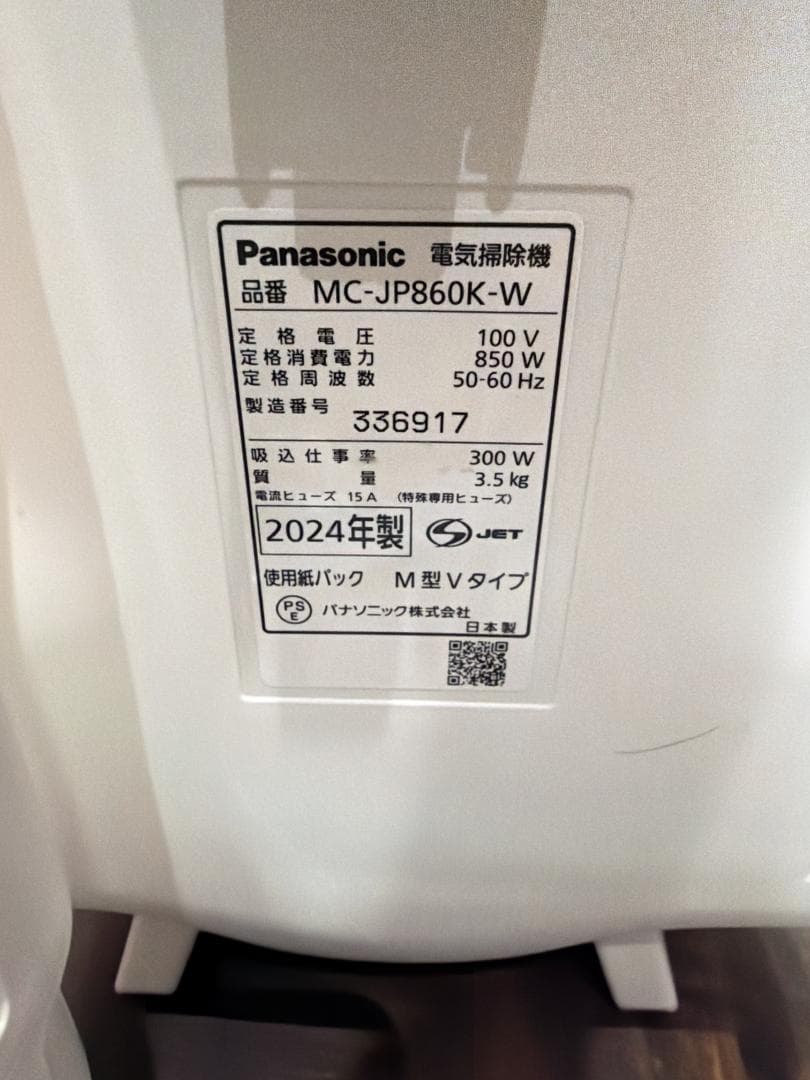 Panasonic 電気掃除機
品番 MC-JP860K-W
定格電圧 100 V
定格消費電力 850 W
定格周波数 50-60 Hz
製造番号 336917
吸込仕事率 300 W
質量 3.5 kg
電流ヒューズ 15 A (特殊専用ヒューズ)
2024年製 S JET
使用紙パック M型Vタイプ
PSE パナソニック株式会社
日本製